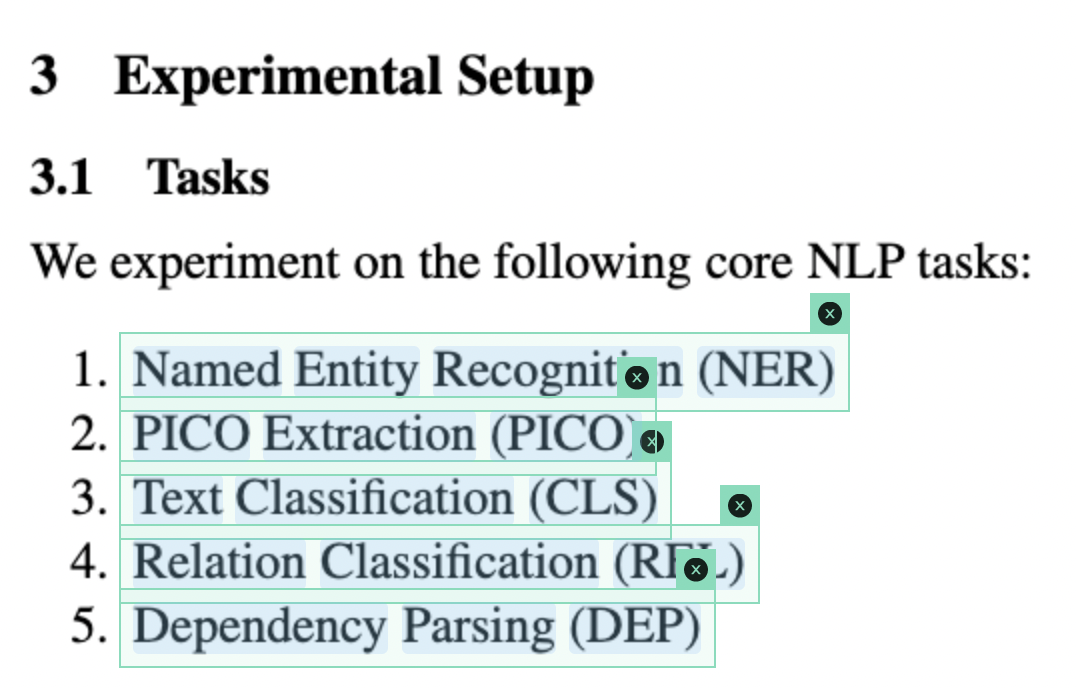 3 Experimental Setup
3.1 Tasks
We experiment on the following core NLP tasks:
1. Named Entity Recognition (NER)
2. PICO Extraction (PICO)
3. Text Classification (CLS)
4. Relation Classification (REL)
5. Dependency Parsing (DEP)